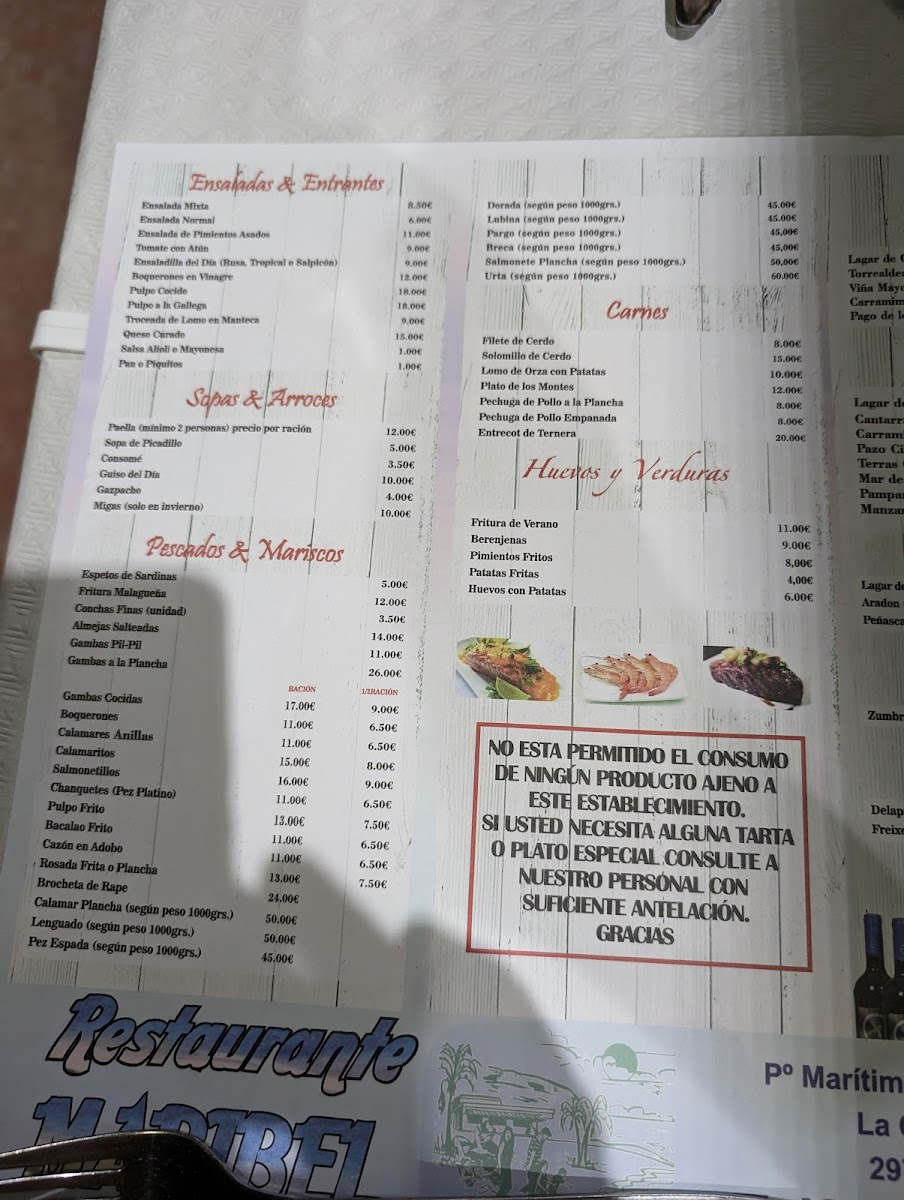 Ensaladas & Entrantes
Ensalada Mixta 8.50€
Ensalada Normal 6.00€
Ensalada de Pimientos Asados 11.00€
Tomate con Atún 9.00€
Ensaladilla del Día (Rusa, Tropical o Salpicón) 9.00€
Boquerones en Vinagre 12.00€
Pulpo Cocido 18.00€
Pulpo a la Gallega 18.00€
Troceada de Lomo en Manteca 9.00€
Queso Curado 15.00€
Salsa Alioli o Mayonesa 1.00€
Pan o Piquitos 1.00€
Sopas & Arroces
Paella (mínimo 2 personas) precio por ración 12.00€
Sopa de Picadillo 5.00€
Consomé 3.50€
Guiso del Día 10.00€
Gazpacho 4.00€
Migas (solo en invierno) 10.00€
Pescados & Mariscos
Espetos de Sardinas 5.00€
Fritura Malagueña 12.00€
Conchas Finas (unidad) 3.50€
Almejas Salteadas 14.00€
Gambas Pil-Pil 11.00€
Gambas a la Plancha 26.00€
RACIÓN 1/2RACIÓN
Gambas Cocidas 17.00€ 9.00€
Boquerones 11.00€ 6.50€
Calamares Anillas 11.00€ 6.50€
Calamaritos 15.00€ 8.00€
Salmonetillos 16.00€ 9.00€
Chanquetes (Pez Platino) 11.00€ 6.50€
Pulpo Frito 13.00€ 7.50€
Bacalao Frito 11.00€ 6.50€
Cazón en Adobo 11.00€ 6.50€
Rosada Frita o Plancha 13.00€ 7.50€
Brocheta de Rape 24.00€
Calamar Plancha (según peso 1000grs.) 50.00€
Lenguado (según peso 1000grs.) 50.00€
Pez Espada (según peso 1000grs.) 45.00€
Restaurante
MARIBEL
Dorada (según peso 1000grs.) 45.00€
Lubina (según peso 1000grs.) 45.00€
Pargo (según peso 1000grs.) 45,00€
Breca (según peso 1000grs.) 45,00€
Salmonete Plancha (según peso 1000grs.) 50,00€
Urta (según peso 1000grs.) 60.00€
Carnes
Filete de Cerdo 8.00€
Solomillo de Cerdo 15.00€
Lomo de Orza con Patatas 10.00€
Plato de los Montes 12.00€
Pechuga de Pollo a la Plancha 8.00€
Pechuga de Pollo Empanada 8.00€
Entrecot de Ternera 20.00€
Huevos y Verduras
Fritura de Verano 11.00€
Berenjenas 9.00€
Pimientos Fritos 8,00€
Patatas Fritas 4,00€
Huevos con Patatas 6.00€
NO ESTA PERMITIDO EL CONSUMO
DE NINGÚN PRODUCTO AJENO A
ESTE ESTABLECIMIENTO.
SI USTED NECESITA ALGUNA TARTA
O PLATO ESPECIAL CONSULTE A
NUESTRO PERSONAL CON
SUFICIENTE ANTELACIÓN.
GRACIAS
Pº Marítim
La
29
Lagar de
Torrealde
Viña Mayo
Carramim
Pago de l
Lagar de
Cantarra
Carrami
Pazo Ci
Terras
Mar de
Pampa
Manzan
Lagar de
Aradon
Peñasca
Zumbr
Delap
Freixe